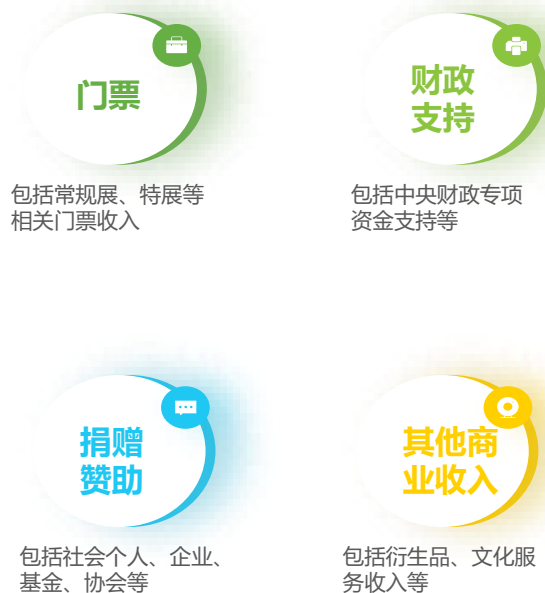 门票
包括常规展、特展等
相关门票收入
财政
支持
包括中央财政专项
资金支持等
捐赠
赞助
包括社会个人、企业、
基金、协会等
其他商
业收入
包括衍生品、文化服
务收入等